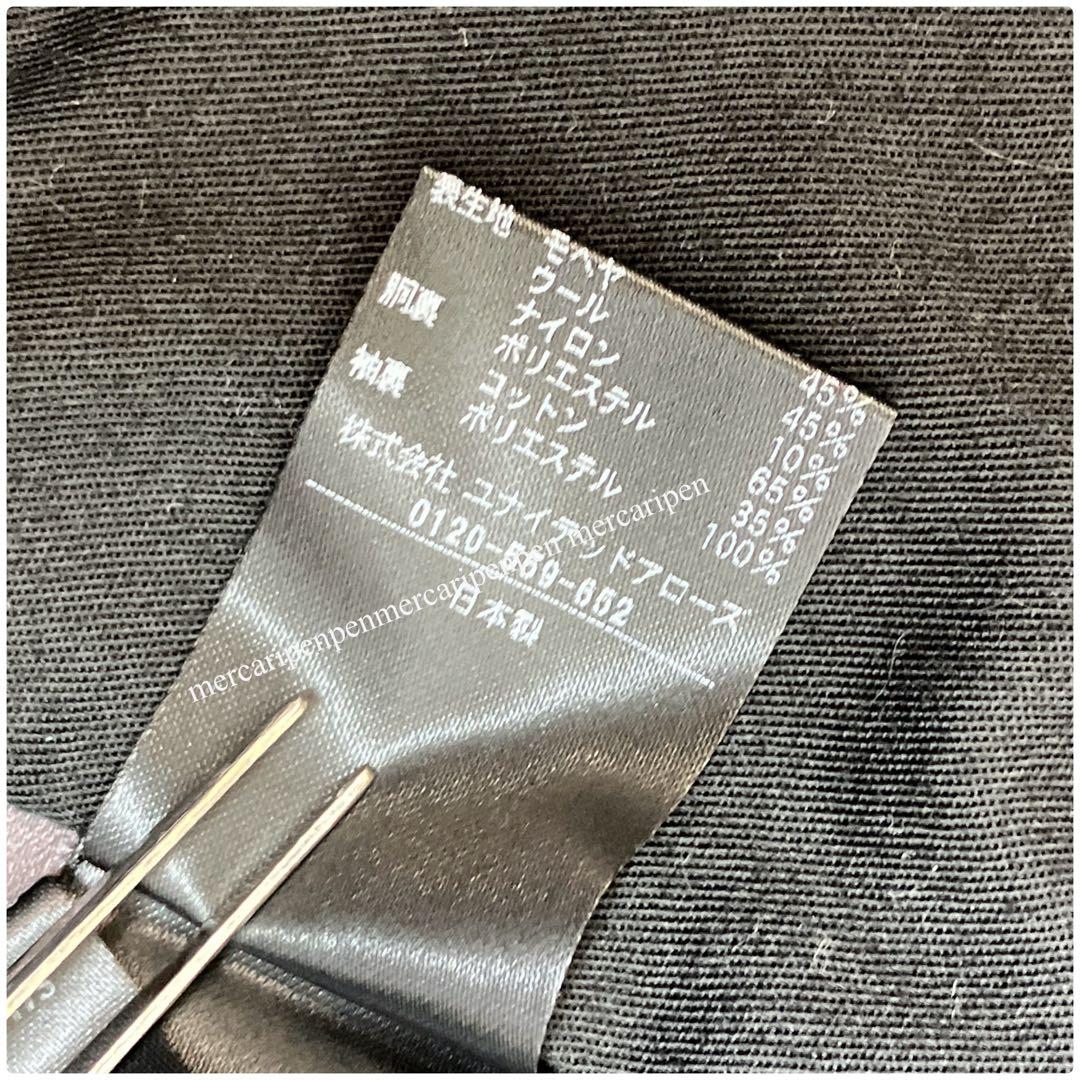 表生地 モヘヤ 45%
ウール 45%
ナイロン 10%
胴裏 ポリエステル 65%
コットン 35%
袖裏 ポリエステル 100%
株式会社 ユナイテッドアローズ
0120-559-652
日本製
mercaripenpenmercaripenpen mercaripen